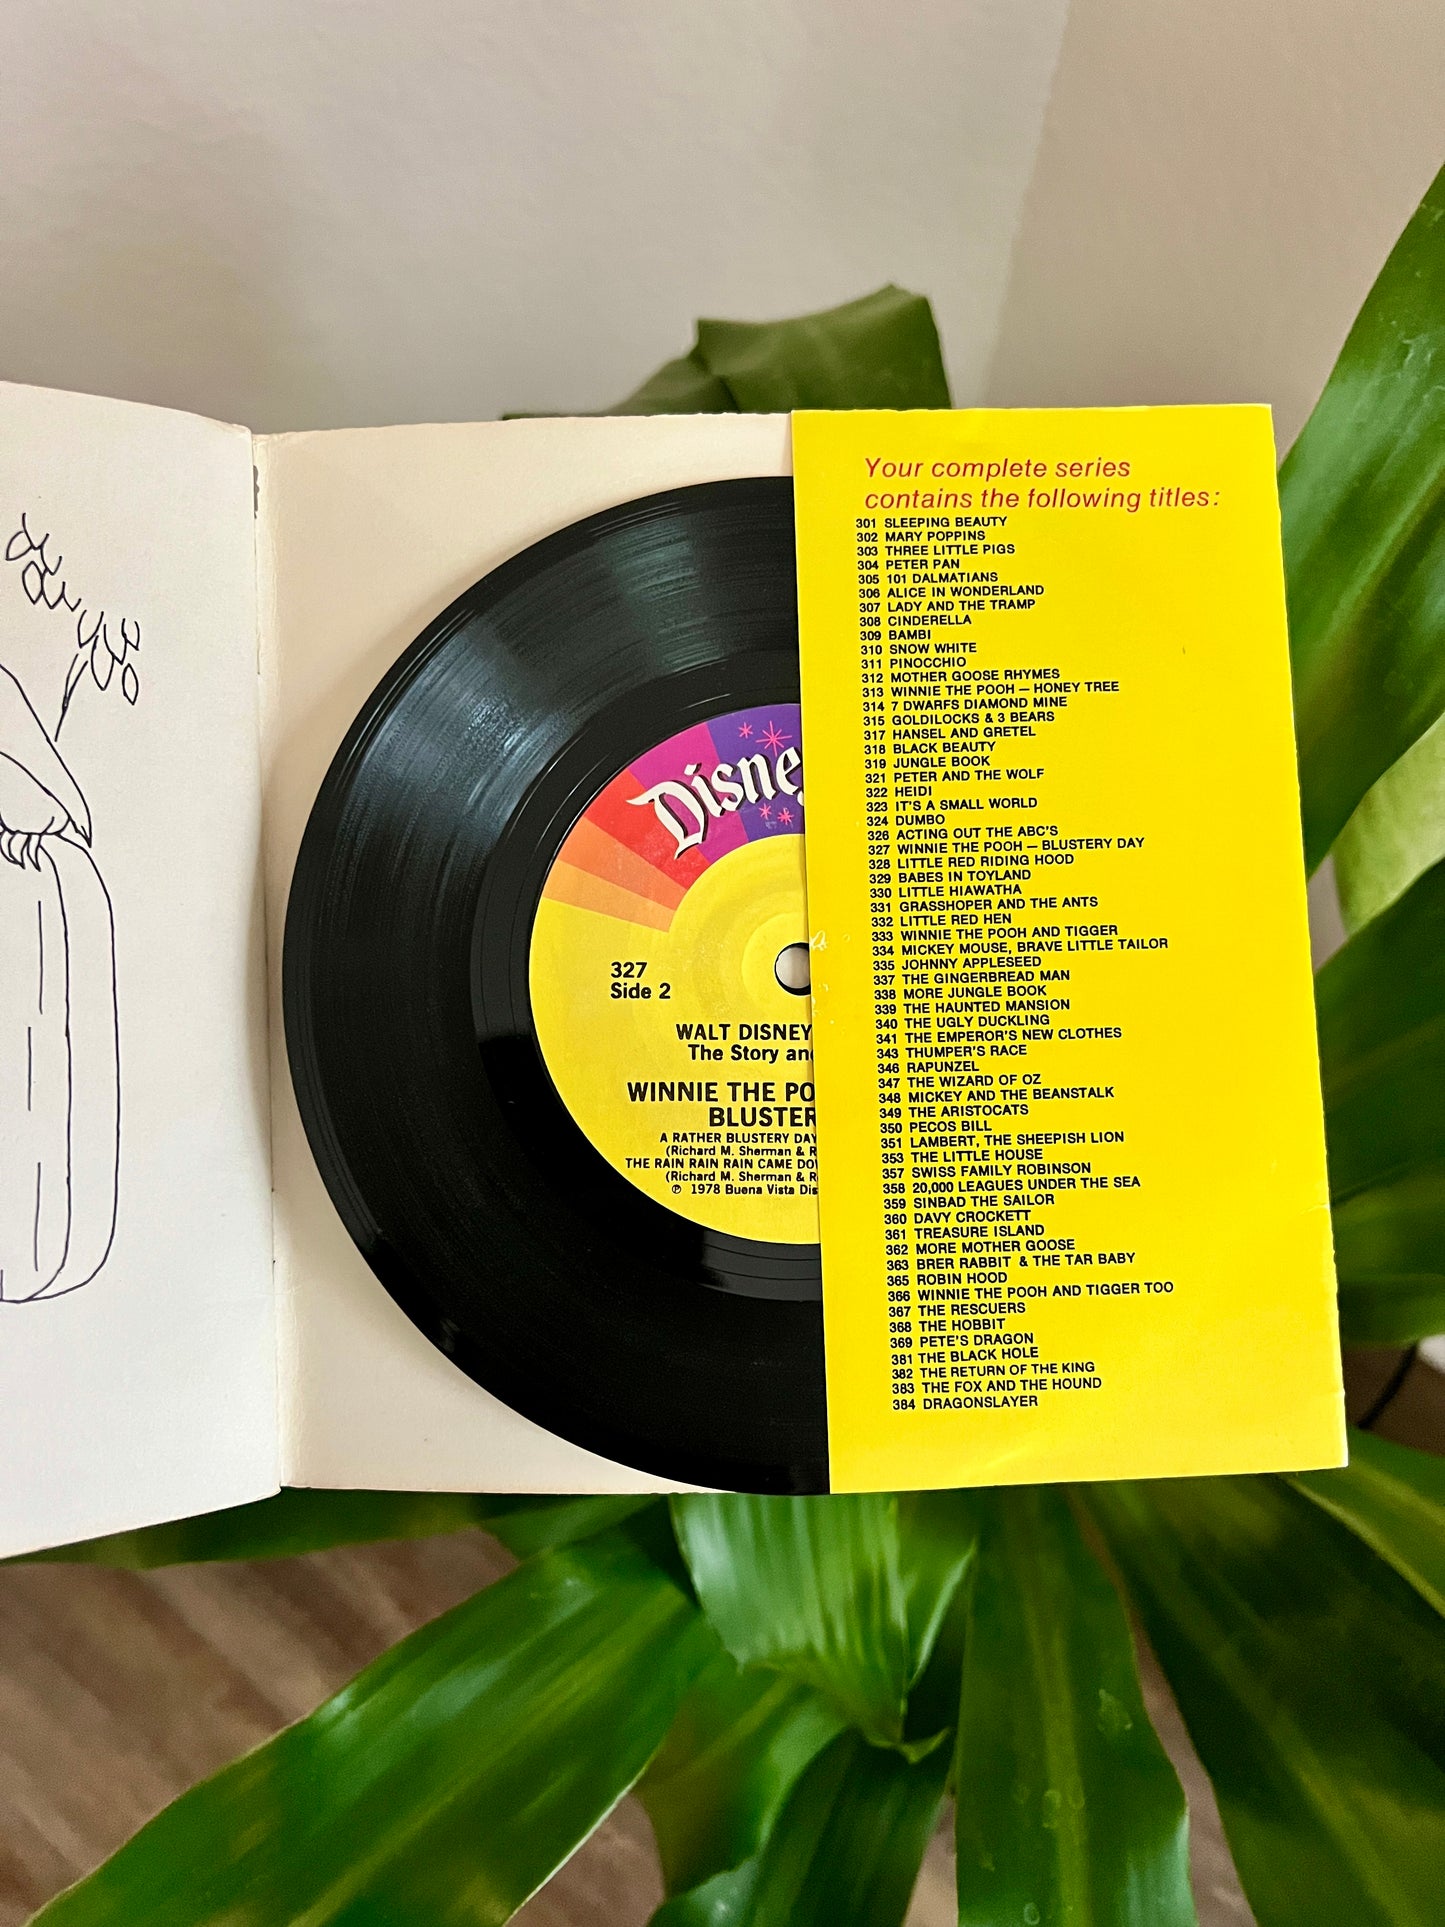 Disney
327
Side 2
WALT DISNEY
The Story and
WINNIE THE PO
BLUSTER
A RATHER BLUSTERY DAY
(Richard M. Sherman & R
THE RAIN RAIN RAIN CAME DOW
(Richard M. Sherman & R
℗ 1978 Buena Vista Dis
Your complete series
contains the following titles:
301 SLEEPING BEAUTY
302 MARY POPPINS
303 THREE LITTLE PIGS
304 PETER PAN
305 101 DALMATIANS
306 ALICE IN WONDERLAND
307 LADY AND THE TRAMP
308 CINDERELLA
309 BAMBI
310 SNOW WHITE
311 PINOCCHIO
312 MOTHER GOOSE RHYMES
313 WINNIE THE POOH — HONEY TREE
314 7 DWARFS DIAMOND MINE
315 GOLDILOCKS & 3 BEARS
317 HANSEL AND GRETEL
318 BLACK BEAUTY
319 JUNGLE BOOK
321 PETER AND THE WOLF
322 HEIDI
323 IT'S A SMALL WORLD
324 DUMBO
326 ACTING OUT THE ABC'S
327 WINNIE THE POOH — BLUSTERY DAY
328 LITTLE RED RIDING HOOD
329 BABES IN TOYLAND
330 LITTLE HIAWATHA
331 GRASSHOPER AND THE ANTS
332 LITTLE RED HEN
333 WINNIE THE POOH AND TIGGER
334 MICKEY MOUSE, BRAVE LITTLE TAILOR
335 JOHNNY APPLESEED
337 THE GINGERBREAD MAN
338 MORE JUNGLE BOOK
339 THE HAUNTED MANSION
340 THE UGLY DUCKLING
341 THE EMPEROR'S NEW CLOTHES
343 THUMPER'S RACE
346 RAPUNZEL
347 THE WIZARD OF OZ
348 MICKEY AND THE BEANSTALK
349 THE ARISTOCATS
350 PECOS BILL
351 LAMBERT, THE SHEEPISH LION
353 THE LITTLE HOUSE
357 SWISS FAMILY ROBINSON
358 20,000 LEAGUES UNDER THE SEA
359 SINBAD THE SAILOR
360 DAVY CROCKETT
361 TREASURE ISLAND
362 MORE MOTHER GOOSE
363 BRER RABBIT & THE TAR BABY
365 ROBIN HOOD
366 WINNIE THE POOH AND TIGGER TOO
367 THE RESCUERS
368 THE HOBBIT
369 PETE'S DRAGON
381 THE BLACK HOLE
382 THE RETURN OF THE KING
383 THE FOX AND THE HOUND
384 DRAGONSLAYER